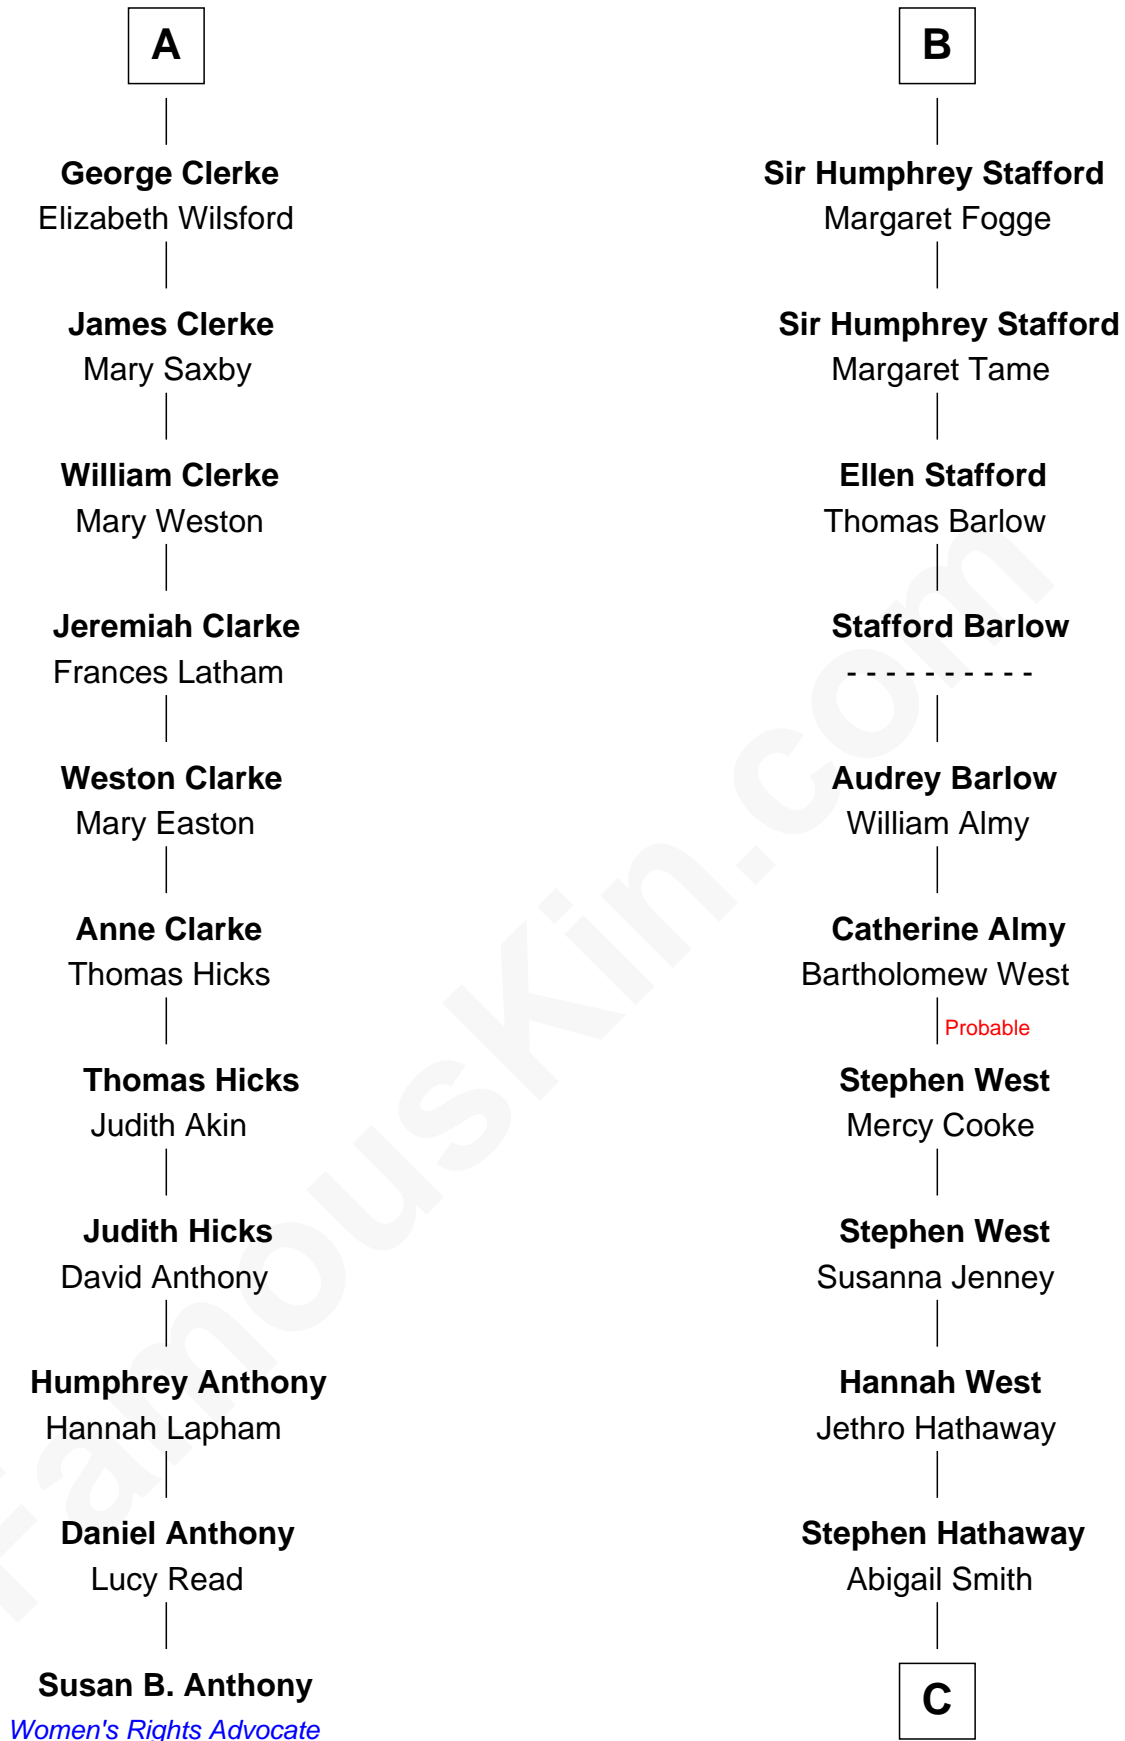 A
George Clerke
Elizabeth Wilsford
James Clerke
Mary Saxby
William Clerke
Mary Weston
Jeremiah Clarke
Frances Latham
Weston Clarke
Mary Easton
Anne Clarke
Thomas Hicks
Thomas Hicks
Judith Akin
Judith Hicks
David Anthony
Humphrey Anthony
Hannah Lapham
Daniel Anthony
Lucy Read
Susan B. Anthony
Women's Rights Advocate
B
Sir Humphrey Stafford
Margaret Fogge
Sir Humphrey Stafford
Margaret Tame
Ellen Stafford
Thomas Barlow
Stafford Barlow
- - - - - - - - - -
Audrey Barlow
William Almy
Catherine Almy
Bartholomew West
Probable
Stephen West
Mercy Cooke
Stephen West
Susanna Jenney
Hannah West
Jethro Hathaway
Stephen Hathaway
Abigail Smith
C
FamousKin.com